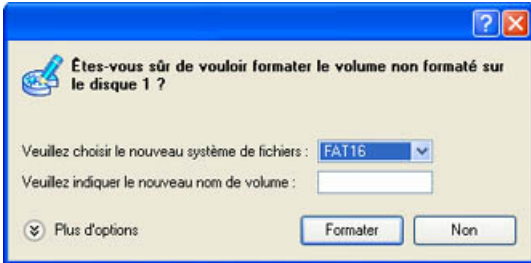 Êtes-vous sûr de vouloir formater le volume non formaté sur
le disque 1 ?
Veuillez choisir le nouveau système de fichiers : FAT16
Veuillez indiquer le nouveau nom de volume :
Plus d'options Formater Non